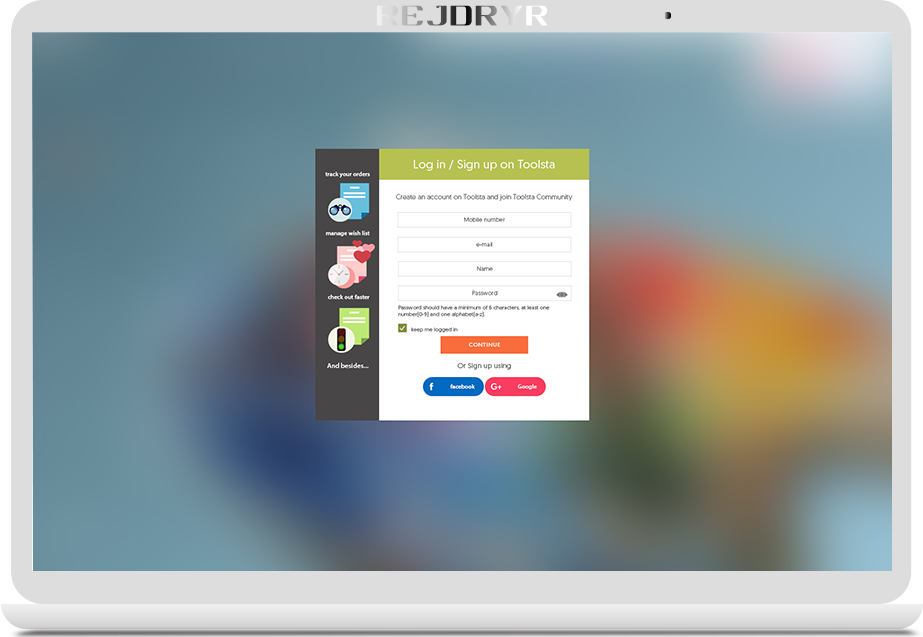 REJDRYR
Log in / Sign up on Toolsta
track your orders
manage wish list
check out faster
And besides...
Create an account on Toolsta and join Toolsta Community
Mobile number
e-mail
Name
Password
Password should have a minimum of 6 characters, at least one
number[0-9] and one alphabet[a-z].
keep me logged in
CONTINUE
Or Sign up using
f facebook
G+ Google